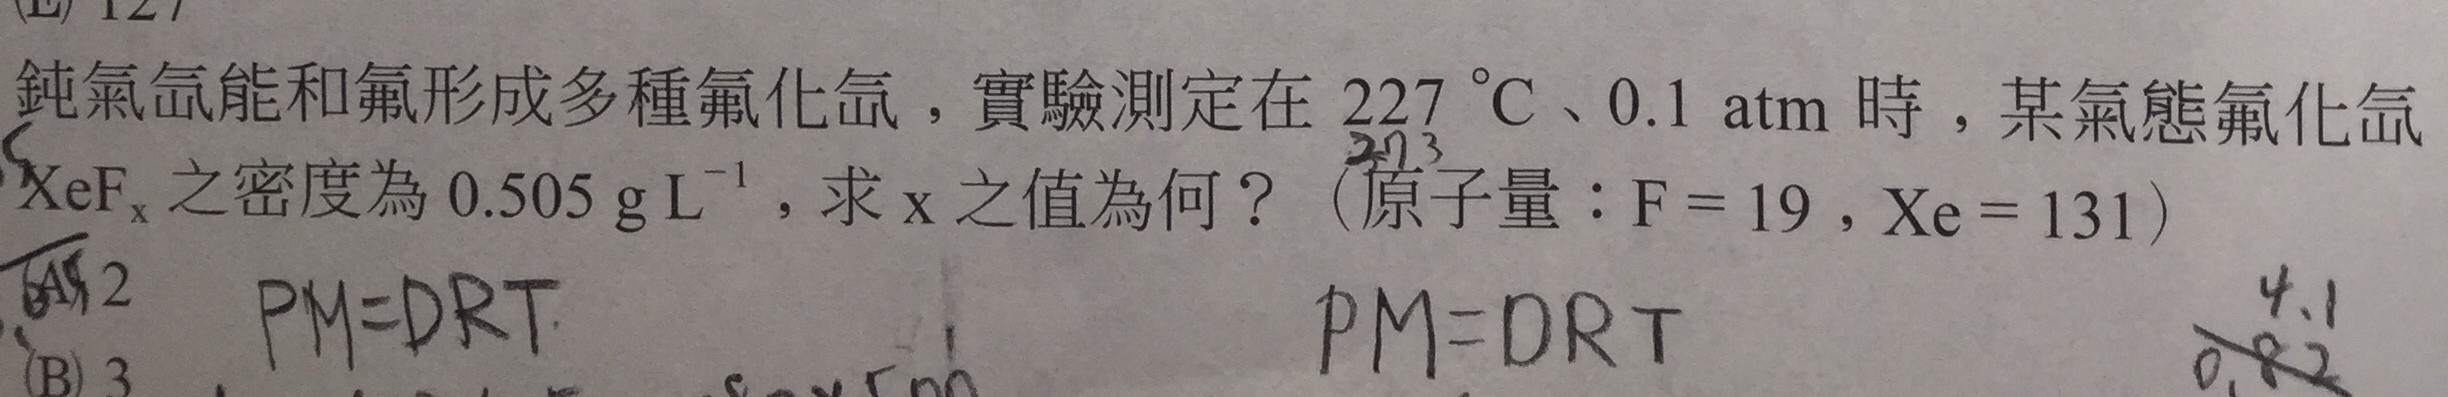 (E) 127
鈍氣氙能和氟形成多種氟化氙，實驗測定在 227 °C、0.1 atm 時，某氣態氟化氙
273
XeFₓ 之密度為 0.505 g L⁻¹，求 x 之值為何？（原子量：F = 19，Xe = 131）
(A) 2
PM=DRT
PM=DRT
4.1
0.82
(B) 3